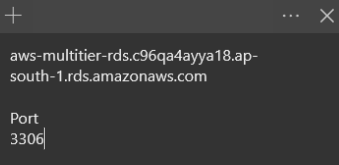 aws-multitier-rds.c96qa4ayya18.ap-
south-1.rds.amazonaws.com
Port
3306